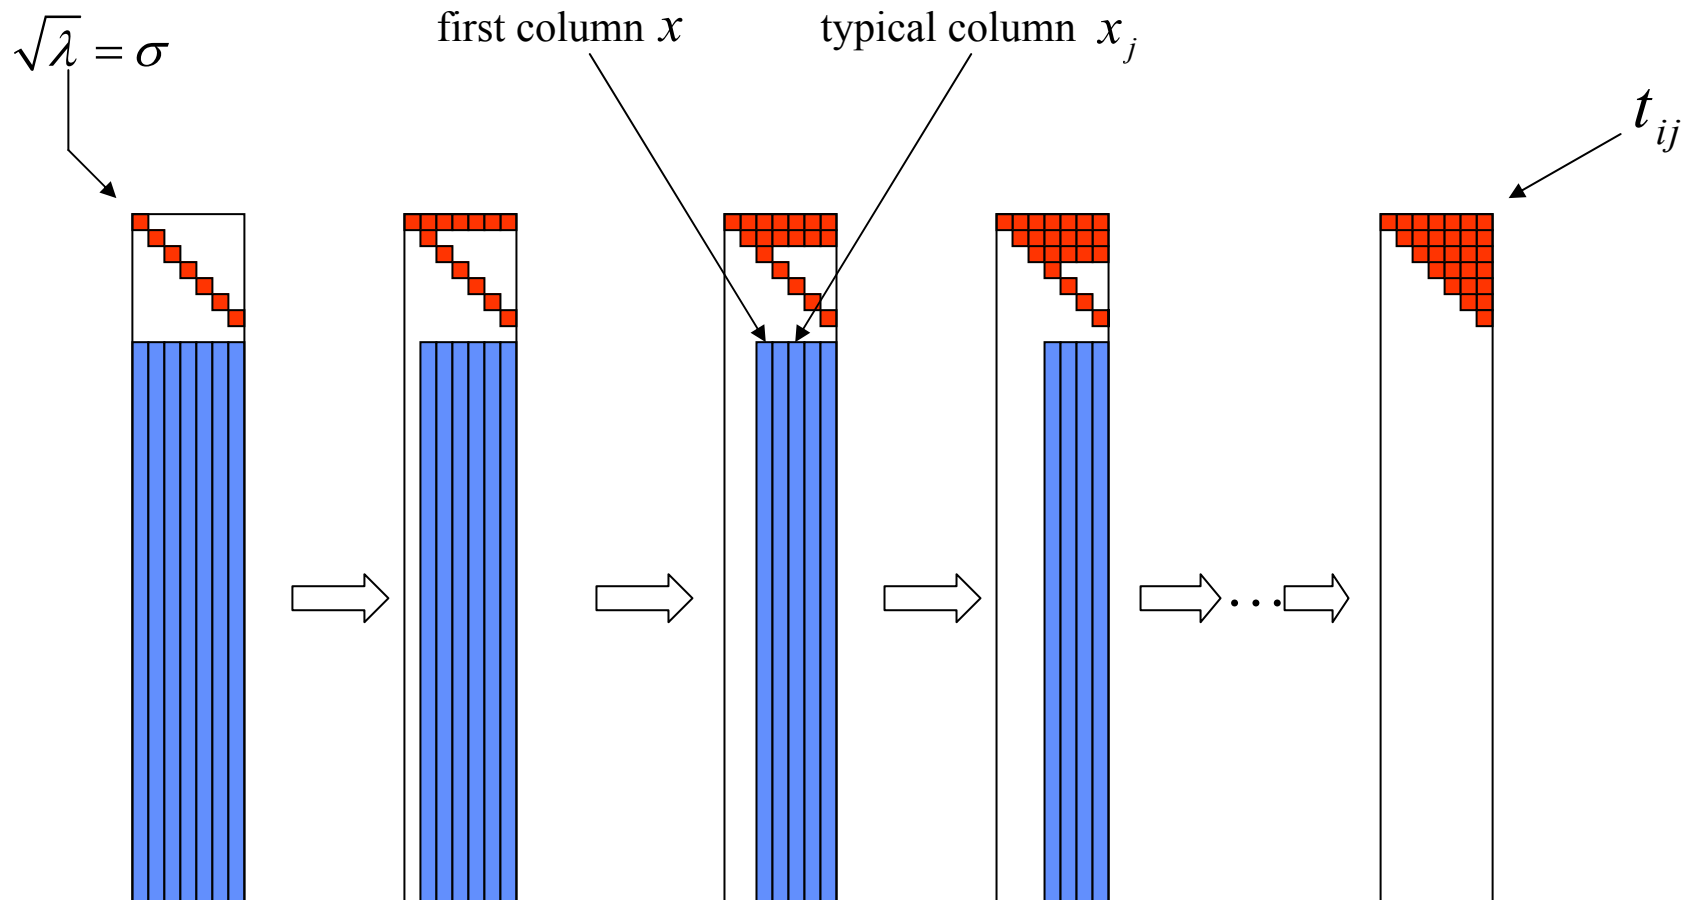 √λ = σ
first column x
typical column x_j
t_ij
...